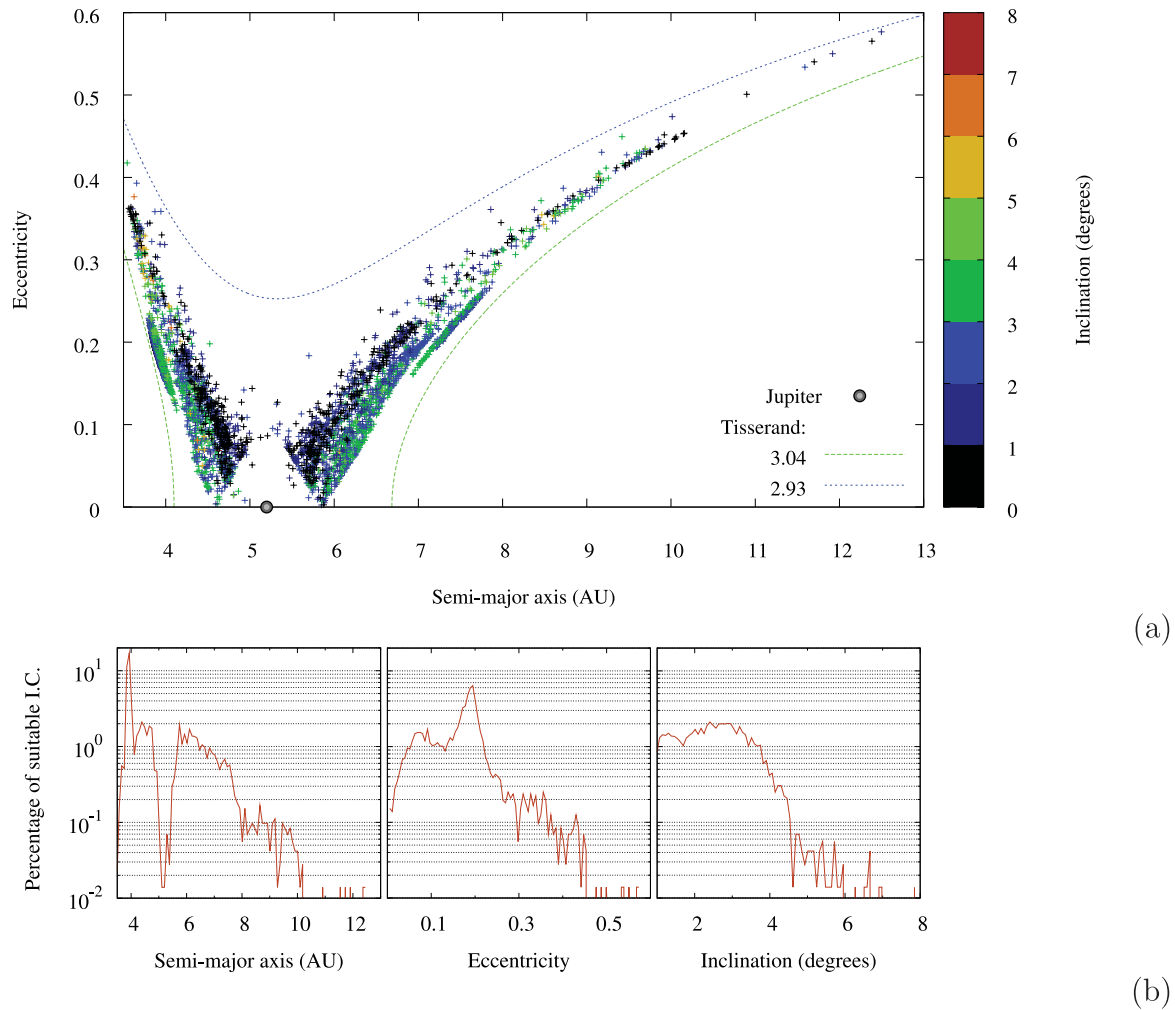 0.6
0.5
0.4
0.3
0.2
0.1
0
Eccentricity
4 5 6 7 8 9 10 11 12 13
Semi-major axis (AU)
Jupiter
Tisserand:
3.04
2.93
8
7
6
5
4
3
2
1
0
Inclination (degrees)
(a)
Percentage of suitable I.C.
10^1
10^0
10^-1
10^-2
4 6 8 10 12
Semi-major axis (AU)
0.1 0.3 0.5
Eccentricity
2 4 6 8
Inclination (degrees)
(b)